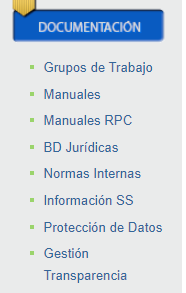 DOCUMENTACIÓN
Grupos de Trabajo
Manuales
Manuales RPC
BD Jurídicas
Normas Internas
Información SS
Protección de Datos
Gestión
Transparencia